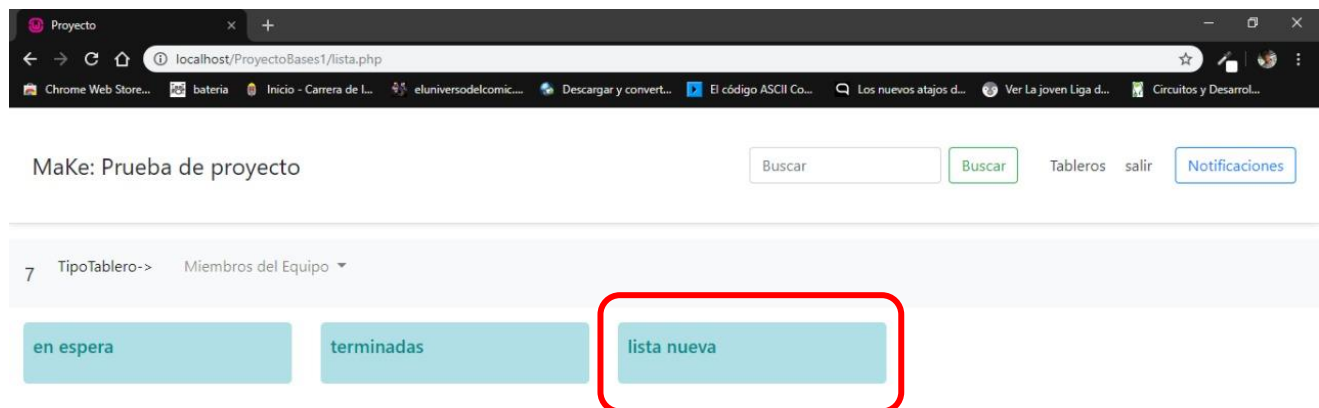 Proyecto
localhost/ProyectoBases1/lista.php
Chrome Web Store... bateria Inicio - Carrera de l... eluniversodelcomic.... Descargar y convert... El código ASCII Co... Los nuevos atajos d... Ver La joven Liga d... Circuitos y Desarrol...
MaKe: Prueba de proyecto Buscar Buscar Tableros salir Notificaciones
7 TipoTablero-> Miembros del Equipo
en espera terminadas lista nueva